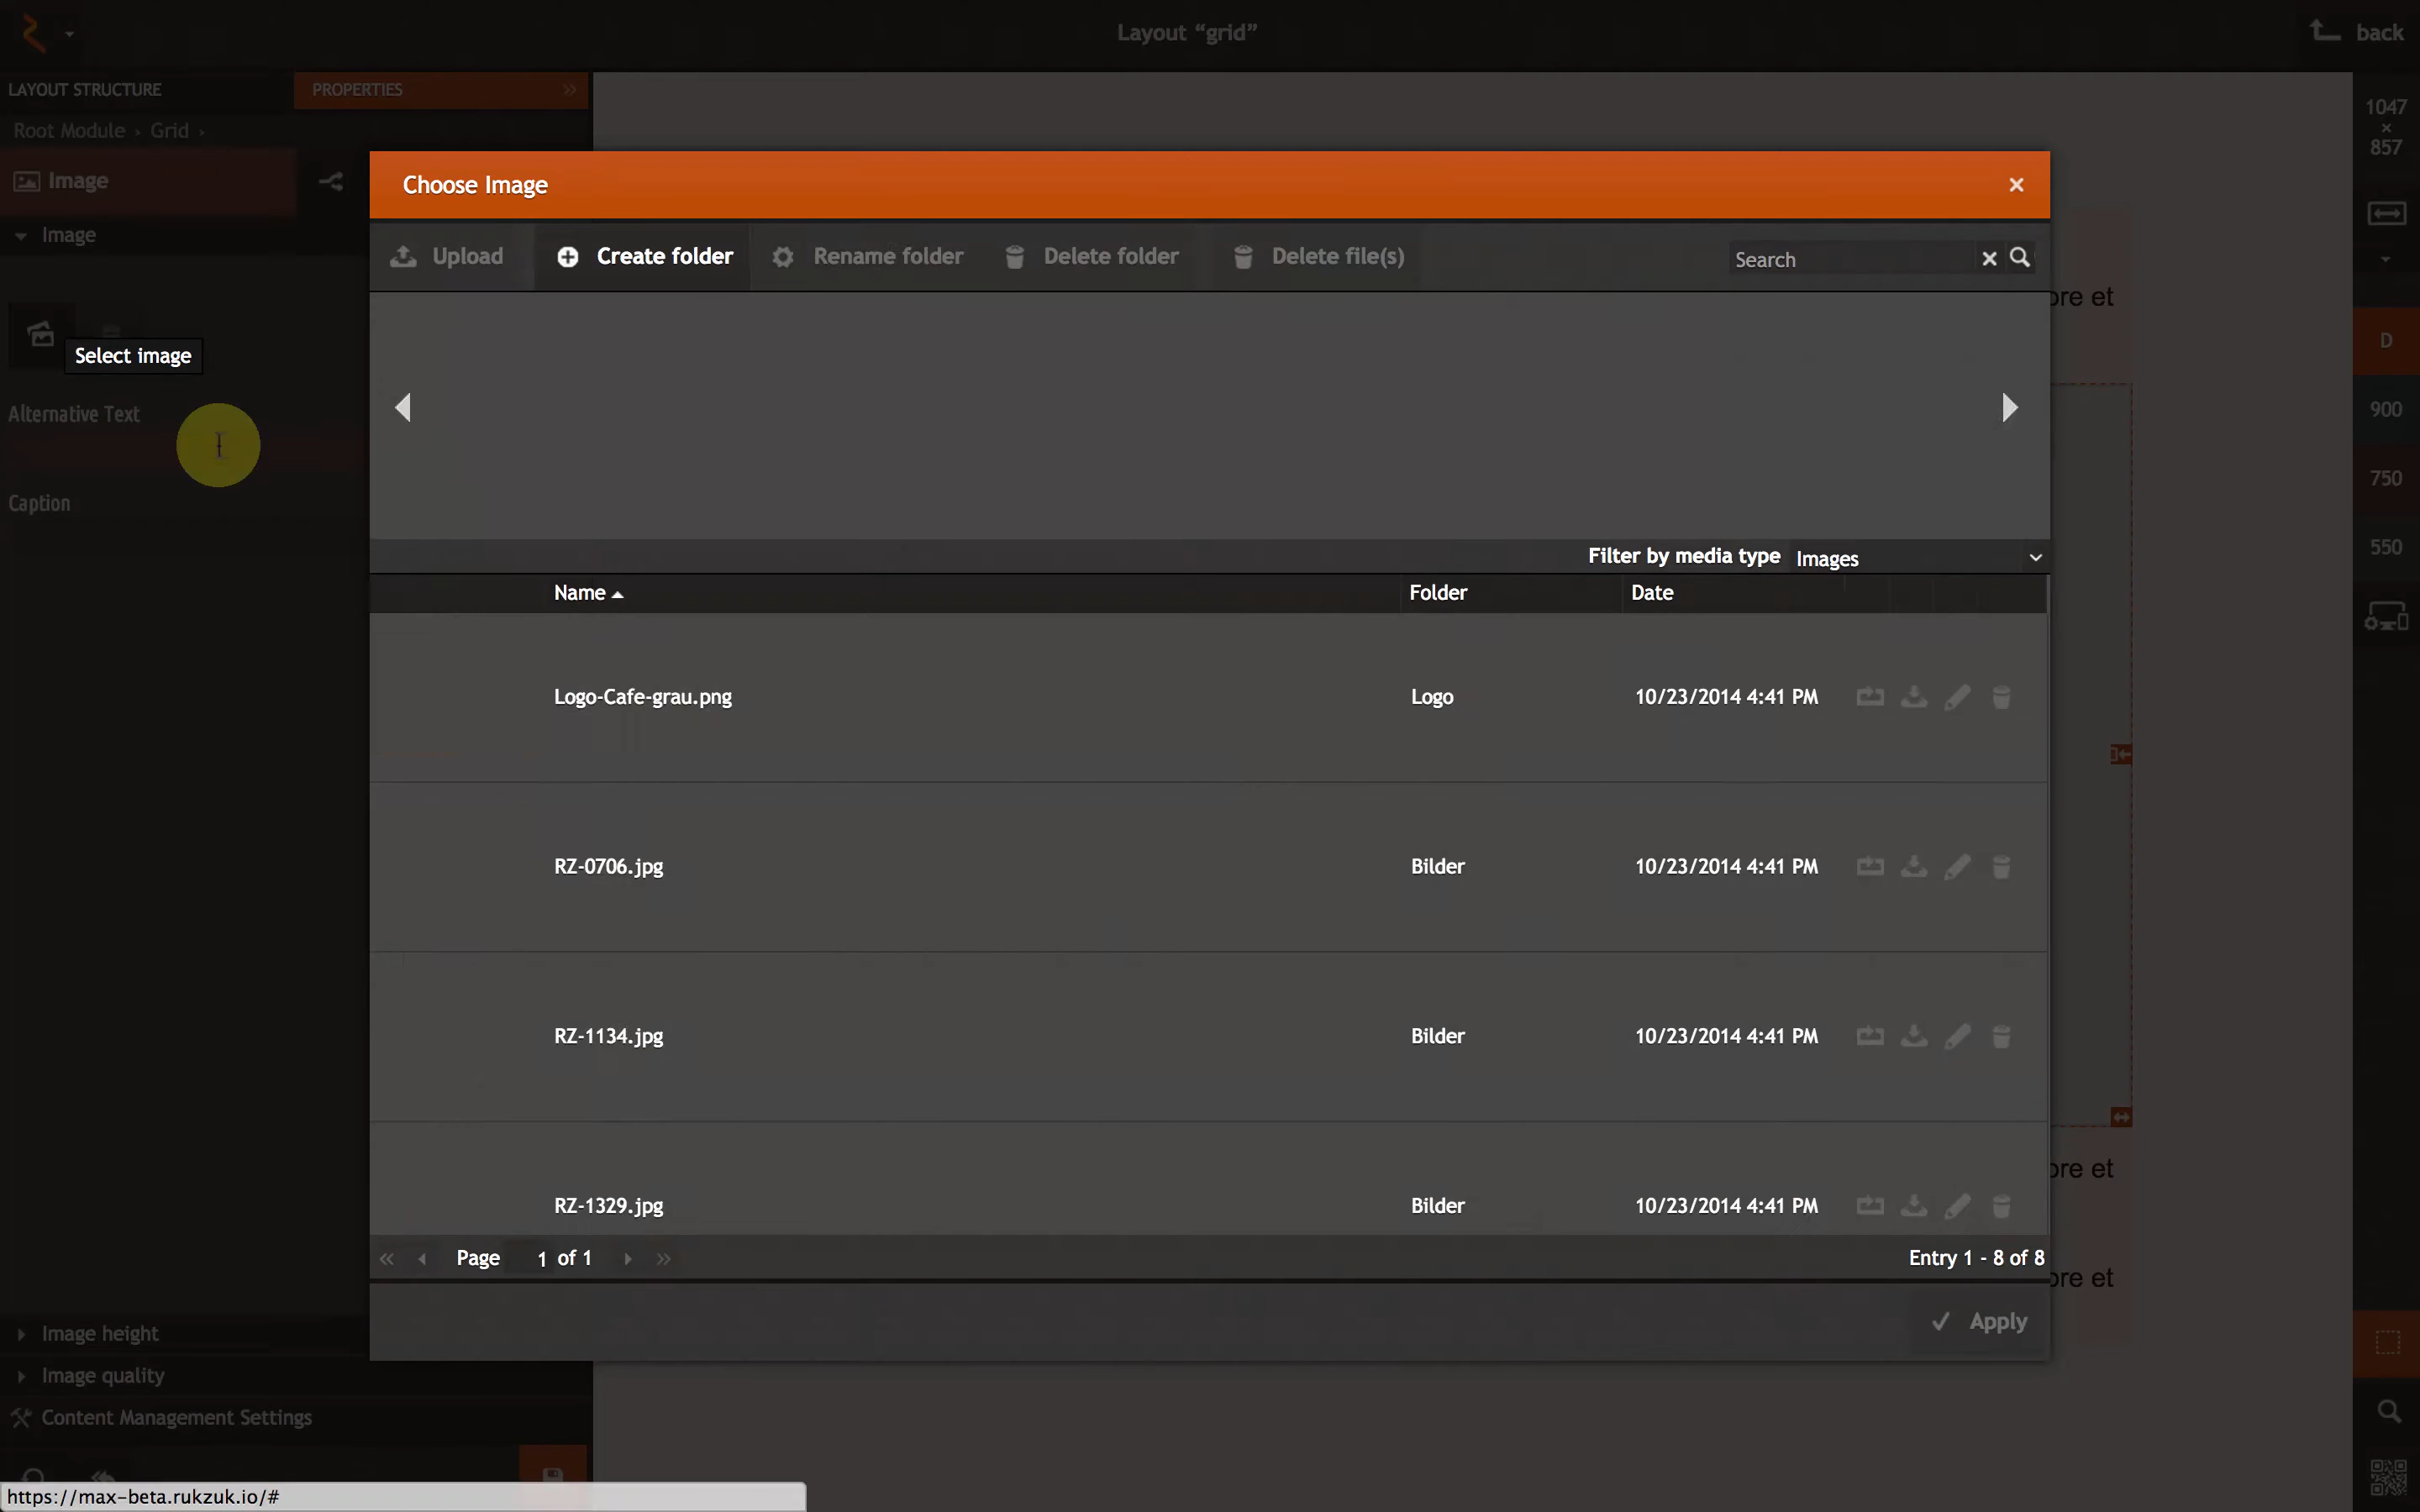 Layout “grid”
back
LAYOUT STRUCTURE
PROPERTIES
Root Module › Grid ›
Image
Image
Select image
Alternative Text
Caption
Image height
Image quality
Content Management Settings
https://max-beta.rukzuk.io/#
Choose Image
Upload
Create folder
Rename folder
Delete folder
Delete file(s)
Search
Filter by media type Images
Name Folder Date
Logo-Cafe-grau.png Logo 10/23/2014 4:41 PM
RZ-0706.jpg Bilder 10/23/2014 4:41 PM
RZ-1134.jpg Bilder 10/23/2014 4:41 PM
RZ-1329.jpg Bilder 10/23/2014 4:41 PM
Page 1 of 1
Entry 1 - 8 of 8
Apply
et
et
et
1047
×
857
D
900
750
550